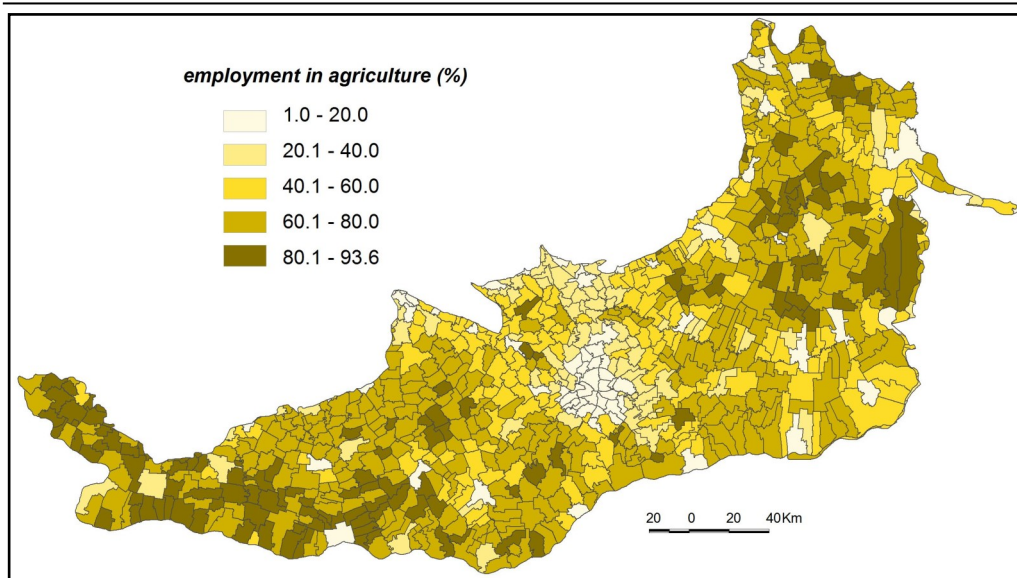 employment in agriculture (%)
1.0 - 20.0
20.1 - 40.0
40.1 - 60.0
60.1 - 80.0
80.1 - 93.6
20 0 20 40Km